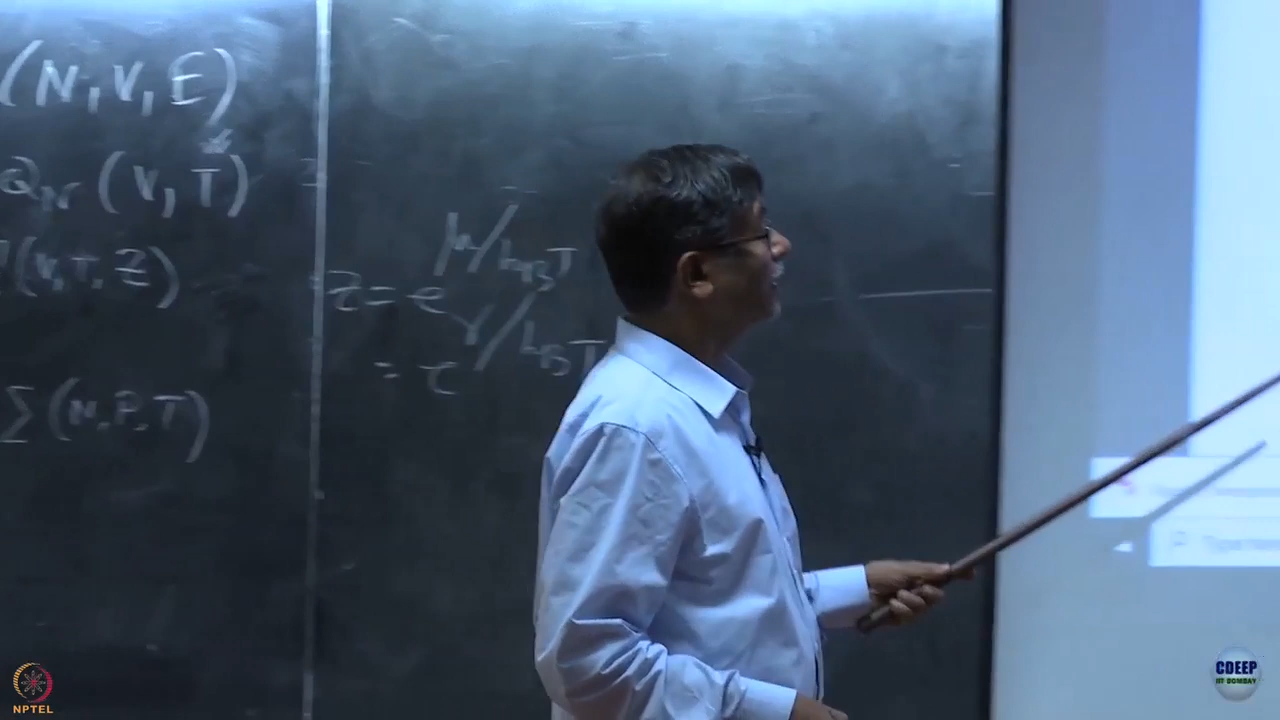 (N, V, E)
Q_N (V, T)
(V, T, Z)
Σ (N, P, T)
z = e^{μ/k_BT}
= e^{γ/k_BT}
NPTEL
CDEEP
IIT BOMBAY